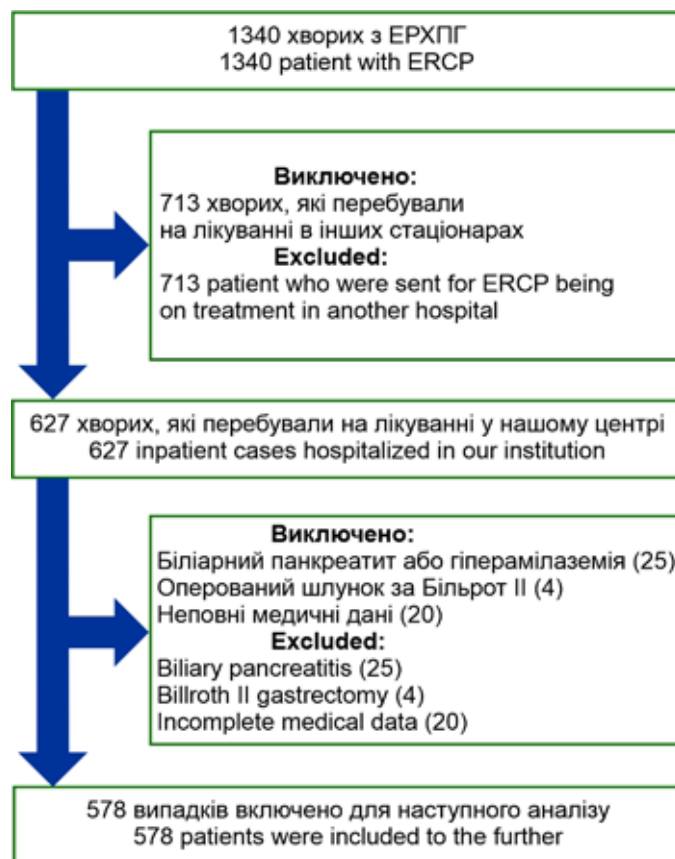 1340 хворих з ЕРХПГ
1340 patient with ERCP
Виключено:
713 хворих, які перебували
на лікуванні в інших стаціонарах
Excluded:
713 patient who were sent for ERCP being
on treatment in another hospital
627 хворих, які перебували на лікуванні у нашому центрі
627 inpatient cases hospitalized in our institution
Виключено:
Біліарний панкреатит або гіперамілаземія (25)
Оперований шлунок за Більрот II (4)
Неповні медичні дані (20)
Excluded:
Biliary pancreatitis (25)
Billroth II gastrectomy (4)
Incomplete medical data (20)
578 випадків включено для наступного аналізу
578 patients were included to the further